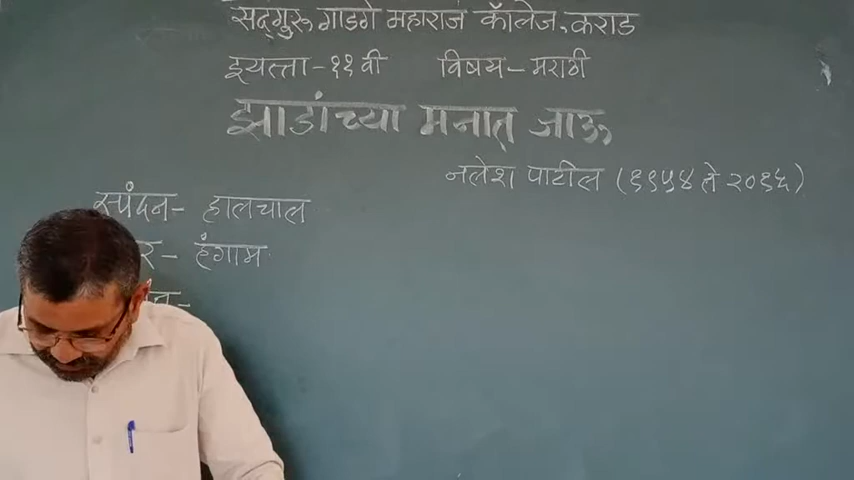 सद्गुरु गाडगे महाराज कॉलेज, कराड
इयत्ता - ११ वी विषय - मराठी
झाडांच्या मनात जाऊ
नलेश पाटील (१९५४ ते २०१६)
स्पंदन - हालचाल
हंगाम